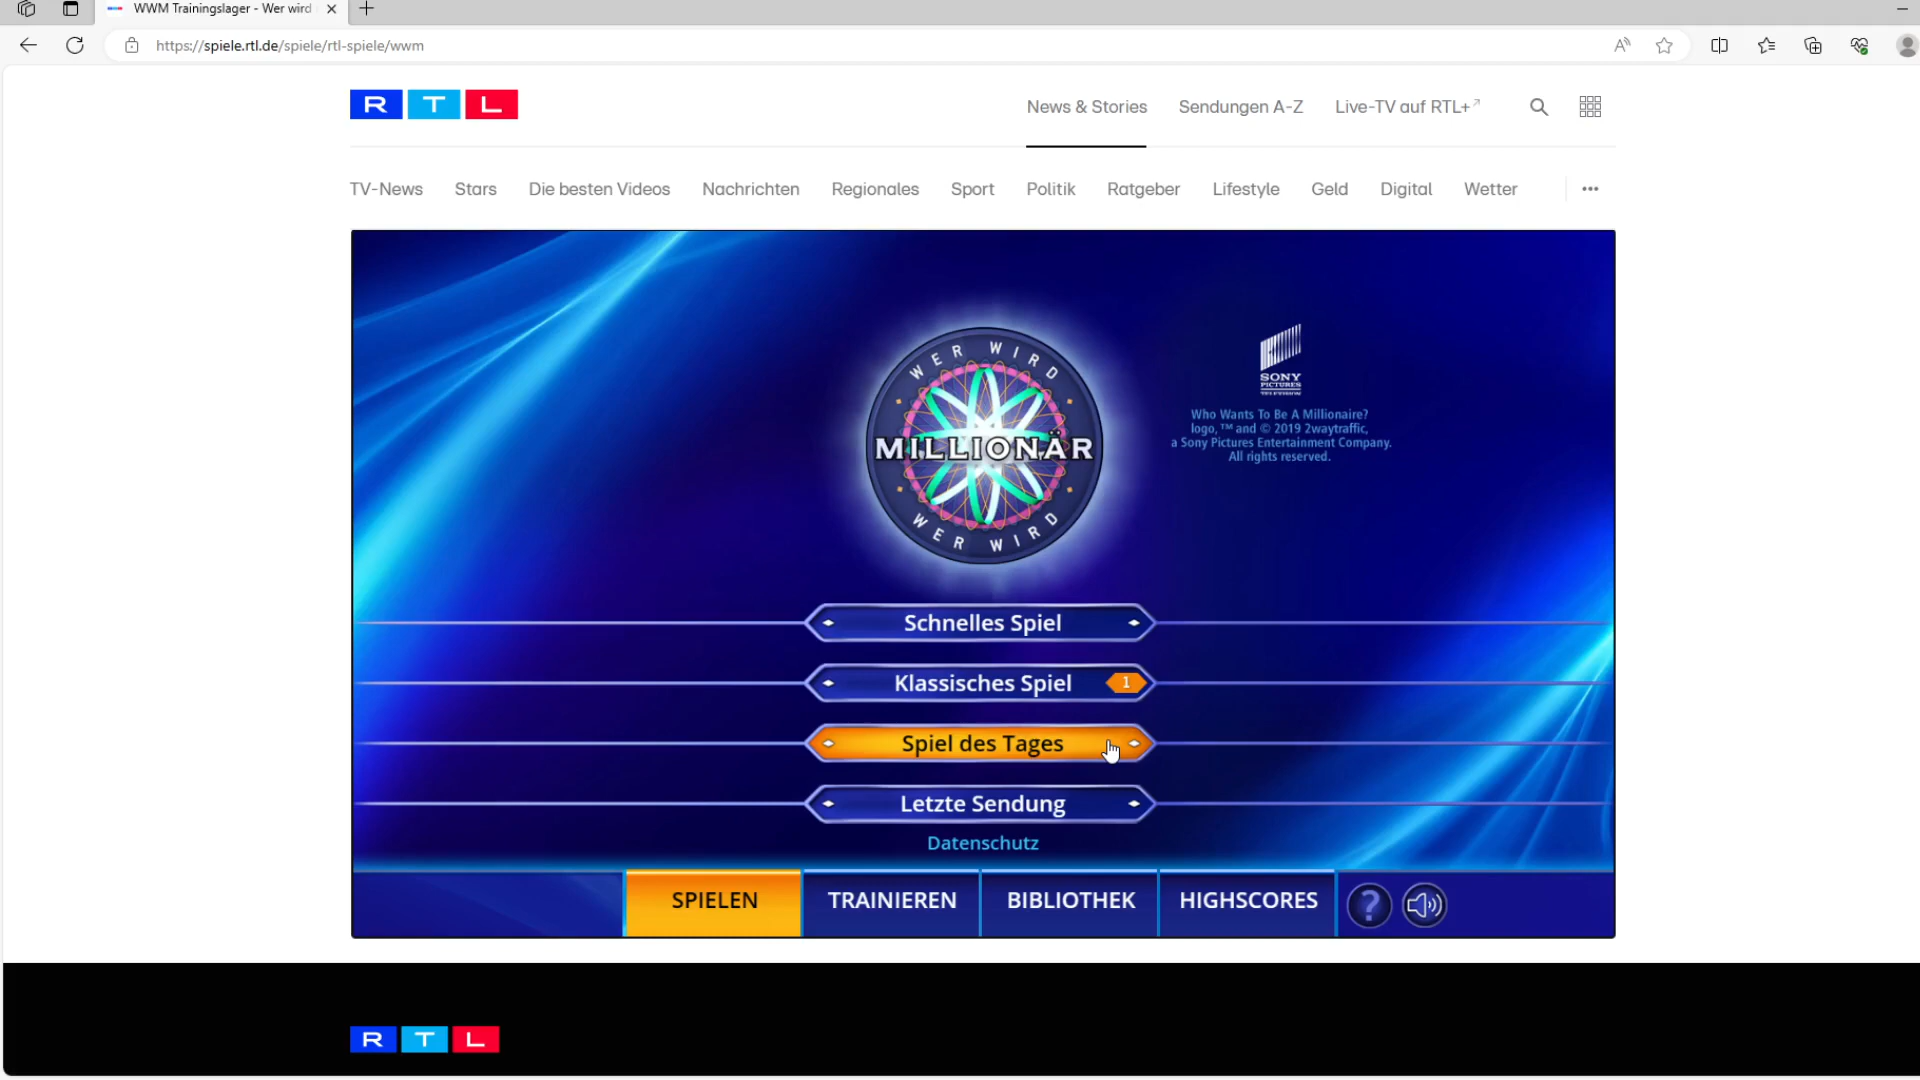 WWM Trainingslager - Wer wird
https://spiele.rtl.de/spiele/rtl-spiele/wwm
RTL
News & Stories
Sendungen A-Z
Live-TV auf RTL+
TV-News
Stars
Die besten Videos
Nachrichten
Regionales
Sport
Politik
Ratgeber
Lifestyle
Geld
Digital
Wetter
WER WIRD
MILLIONÄR
WER WIRD
SONY
PICTURES
TELEVISION
Who Wants To Be A Millionaire?
logo, ™ and © 2019 2waytraffic,
a Sony Pictures Entertainment Company.
All rights reserved.
Schnelles Spiel
Klassisches Spiel 1
Spiel des Tages
Letzte Sendung
Datenschutz
SPIELEN
TRAINIEREN
BIBLIOTHEK
HIGHSCORES
?
RTL